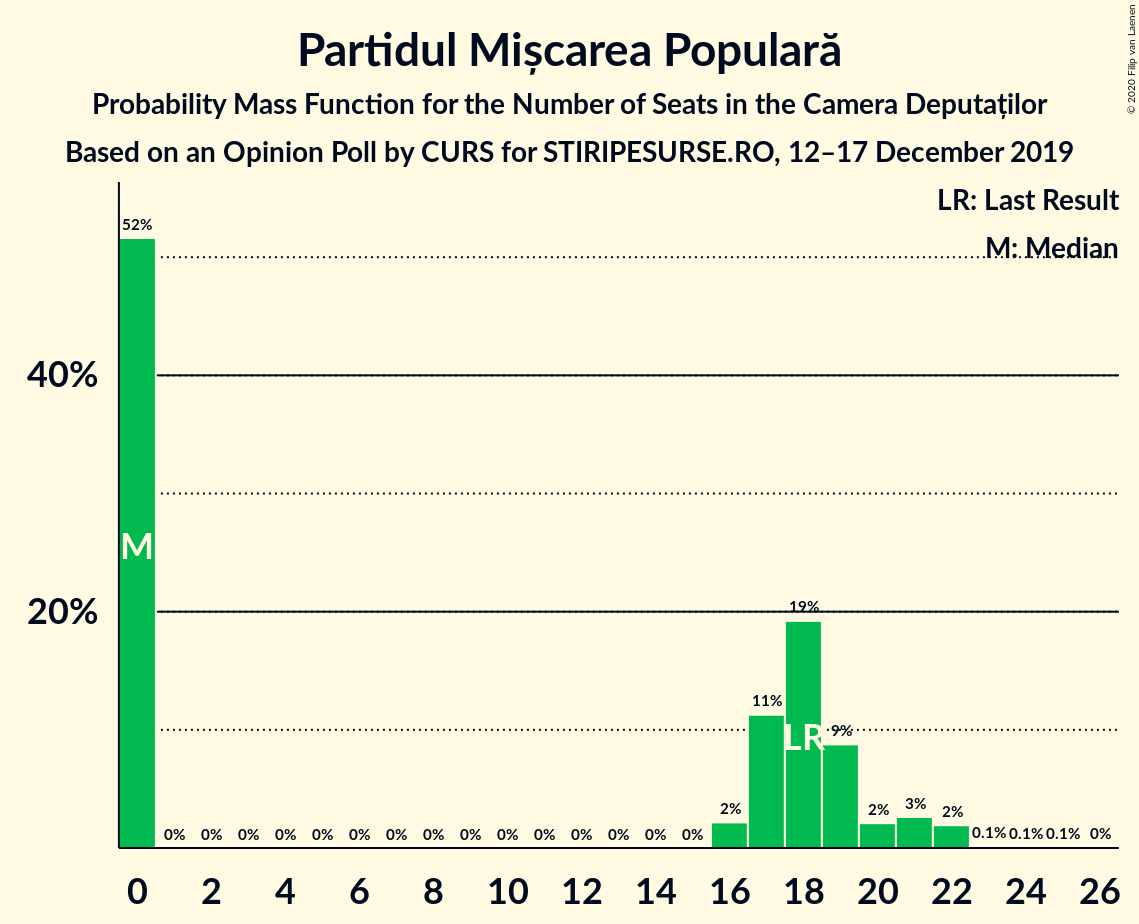 Partidul Mișcarea Populară
Probability Mass Function for the Number of Seats in the Camera Deputaților
Based on an Opinion Poll by CURS for STIRIPESURSE.RO, 12–17 December 2019
© 2020 Filip van Laenen
LR: Last Result
M: Median
52%
40%
M
20%
19%
11%
LR
9%
2%
2%
3%
2%
0% 0% 0% 0% 0% 0% 0% 0% 0% 0% 0% 0% 0% 0% 0% 0.1% 0.1% 0.1% 0%
0 2 4 6 8 10 12 14 16 18 20 22 24 26